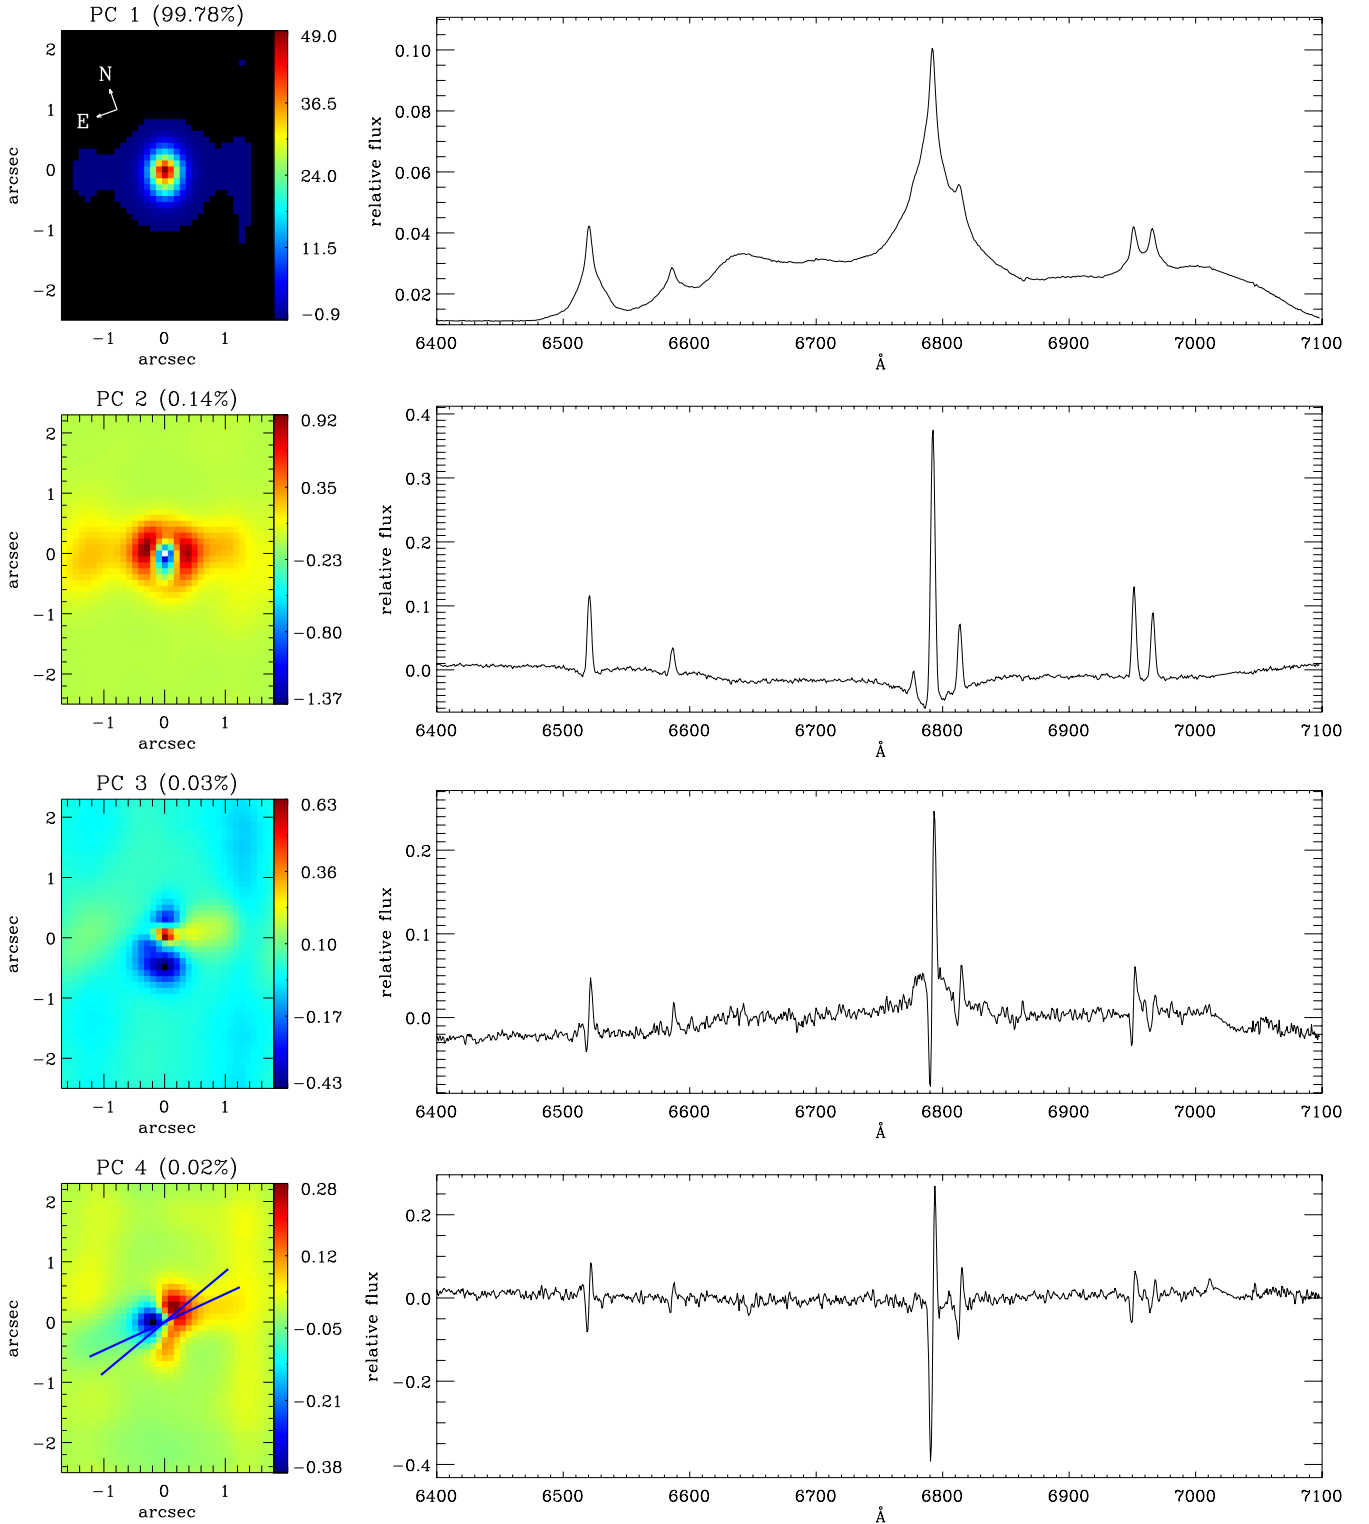 PC 1 (99.78%)
2
1
0
−1
−2
arcsec
N
E
−1 0 1
arcsec
49.0
36.5
24.0
11.5
−0.9
0.10
0.08
0.06
0.04
0.02
relative flux
6400 6500 6600 6700 6800 6900 7000 7100
Å
PC 2 (0.14%)
2
1
0
−1
−2
arcsec
−1 0 1
arcsec
0.92
0.35
−0.23
−0.80
−1.37
0.4
0.3
0.2
0.1
0.0
relative flux
6400 6500 6600 6700 6800 6900 7000 7100
Å
PC 3 (0.03%)
2
1
0
−1
−2
arcsec
−1 0 1
arcsec
0.63
0.36
0.10
−0.17
−0.43
0.2
0.1
0.0
relative flux
6400 6500 6600 6700 6800 6900 7000 7100
Å
PC 4 (0.02%)
2
1
0
−1
−2
arcsec
−1 0 1
arcsec
0.28
0.12
−0.05
−0.21
−0.38
0.2
0.0
−0.2
−0.4
relative flux
6400 6500 6600 6700 6800 6900 7000 7100
Å